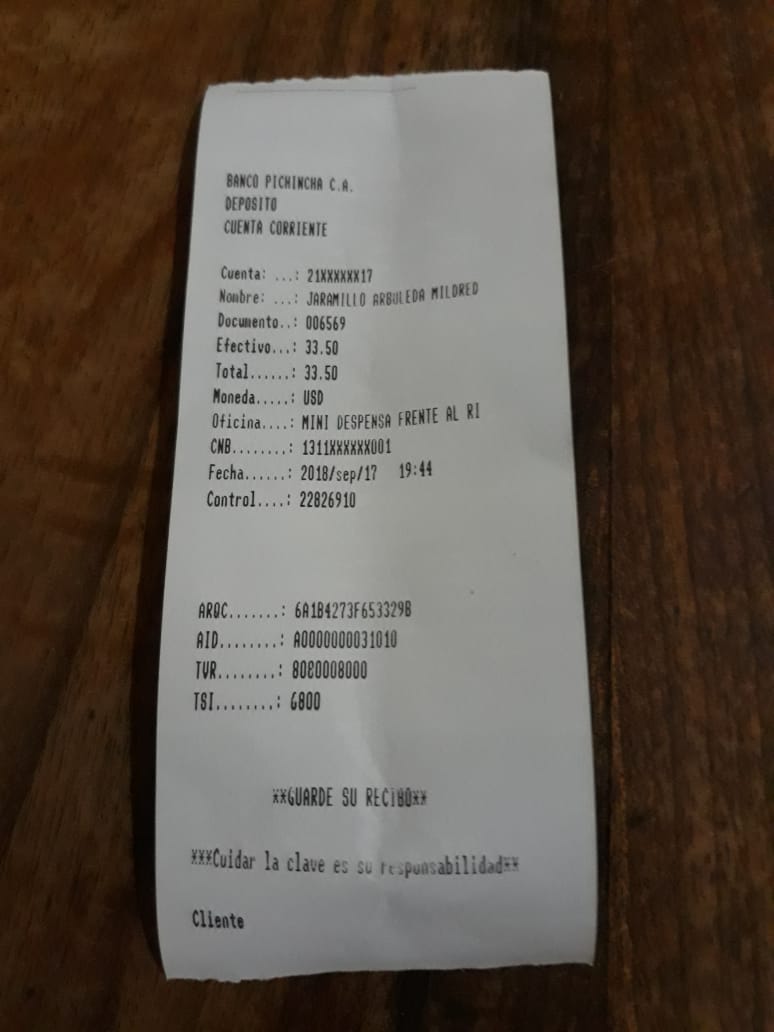 BANCO PICHINCHA C.A.
DEPOSITO
CUENTA CORRIENTE
Cuenta: ...: 21XXXXXX17
Nombre: ...: JARAMILLO ARBULEDA MILDRED
Documento..: 006569
Efectivo...: 33.50
Total......: 33.50
Moneda.....: USD
Oficina....: MINI DESPENSA FRENTE AL RI
CNB........: 1311XXXXXX001
Fecha......: 2018/sep/17 19:44
Control....: 22826910
ARQC.......: 6A1B4273F653329B
AID........: A0000000031010
TVR........: 8080008000
TSI........: 6800
**GUARDE SU RECIBO**
***Cuidar la clave es su responsabilidad**
Cliente